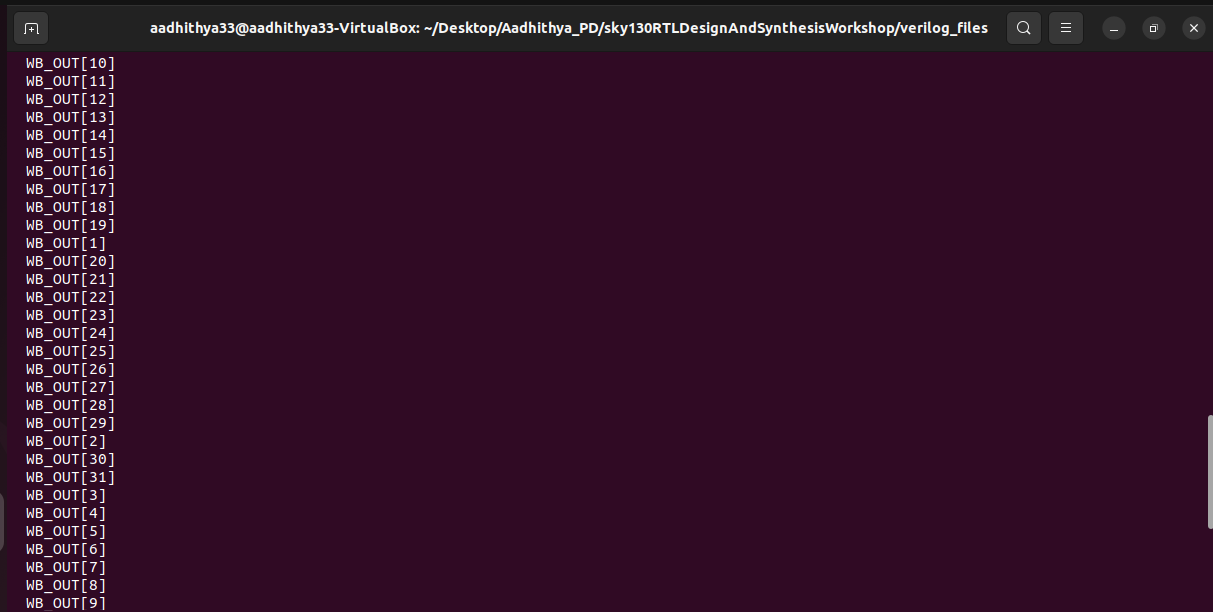 aadhithya33@aadhithya33-VirtualBox: ~/Desktop/Aadhithya_PD/sky130RTLDesignAndSynthesisWorkshop/verilog_files
WB_OUT[10]
WB_OUT[11]
WB_OUT[12]
WB_OUT[13]
WB_OUT[14]
WB_OUT[15]
WB_OUT[16]
WB_OUT[17]
WB_OUT[18]
WB_OUT[19]
WB_OUT[1]
WB_OUT[20]
WB_OUT[21]
WB_OUT[22]
WB_OUT[23]
WB_OUT[24]
WB_OUT[25]
WB_OUT[26]
WB_OUT[27]
WB_OUT[28]
WB_OUT[29]
WB_OUT[2]
WB_OUT[30]
WB_OUT[31]
WB_OUT[3]
WB_OUT[4]
WB_OUT[5]
WB_OUT[6]
WB_OUT[7]
WB_OUT[8]
WB_OUT[9]